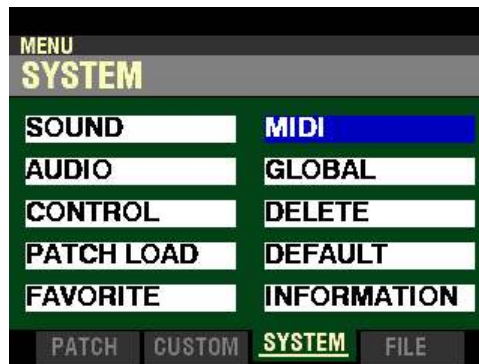 MENU
SYSTEM
SOUND
MIDI
AUDIO
GLOBAL
CONTROL
DELETE
PATCH LOAD
DEFAULT
FAVORITE
INFORMATION
PATCH
CUSTOM
SYSTEM
FILE